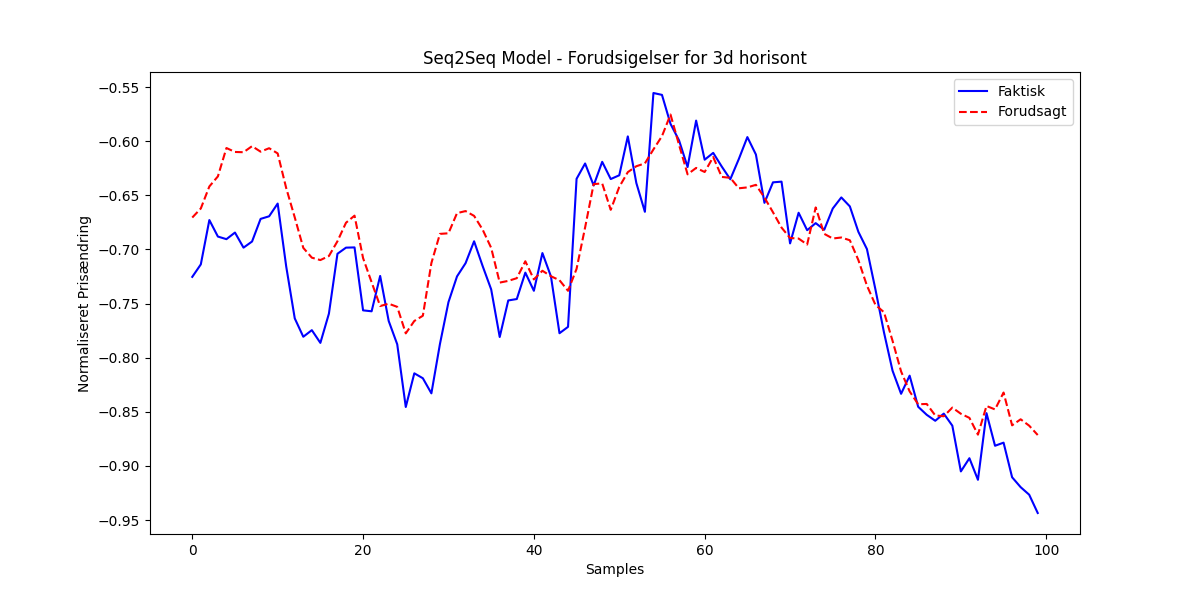 Seq2Seq Model - Forudsigelser for 3d horisont
Faktisk
Forudsagt
Normaliseret Prisændring
−0.55
−0.60
−0.65
−0.70
−0.75
−0.80
−0.85
−0.90
−0.95
0 20 40 60 80 100
Samples